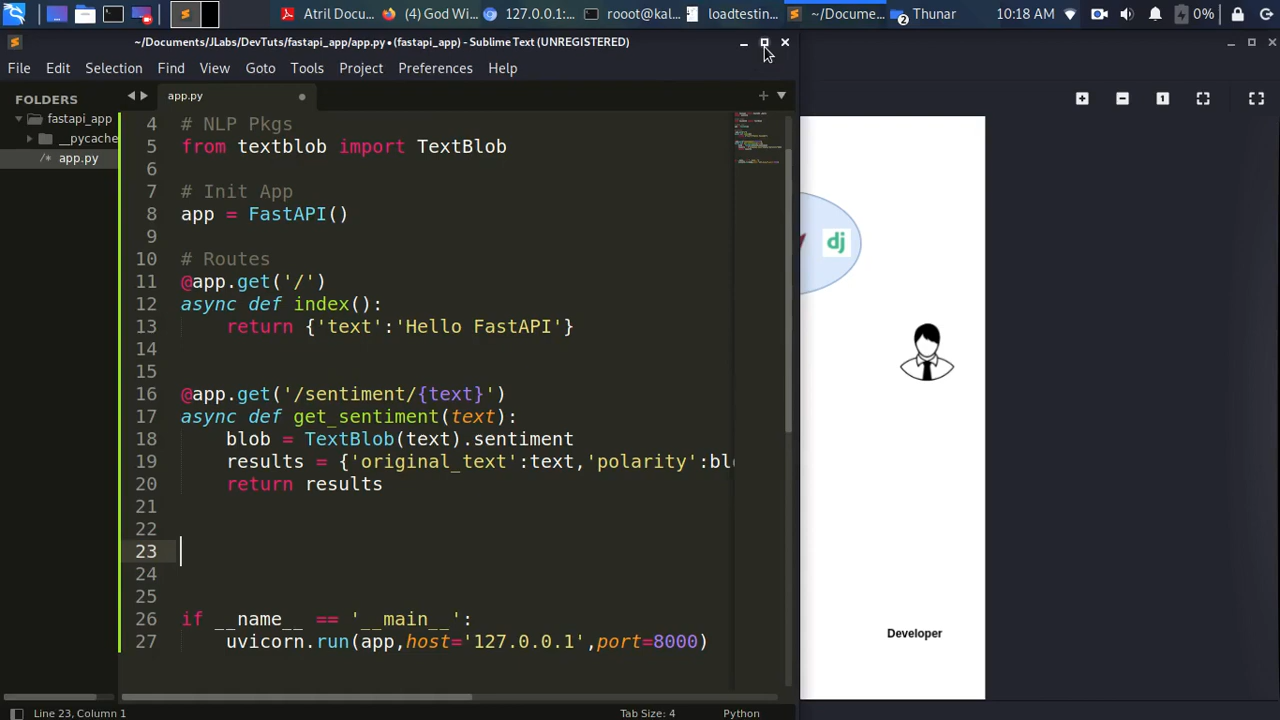 Atril Docu...
(4) God Wi...
127.0.0.1:...
rooot@kal...
loadtestin...
~/Docume...
2
Thunar
10:18 AM
0%
~/Documents/JLabs/DevTuts/fastapi_app/app.py • (fastapi_app) - Sublime Text (UNREGISTERED)
File Edit Selection Find View Goto Tools Project Preferences Help
FOLDERS
fastapi_app
__pycache
/* app.py
app.py
4 # NLP Pkgs
5 from textblob import TextBlob
6
7 # Init App
8 app = FastAPI()
9
10 # Routes
11 @app.get('/')
12 async def index():
13 return {'text':'Hello FastAPI'}
14
15
16 @app.get('/sentiment/{text}')
17 async def get_sentiment(text):
18 blob = TextBlob(text).sentiment
19 results = {'original_text':text,'polarity':blo
20 return results
21
22
23
24
25
26 if __name__ == '__main__':
27 uvicorn.run(app,host='127.0.0.1',port=8000)
Line 23, Column 1
Tab Size: 4
Python
1
dj
Developer